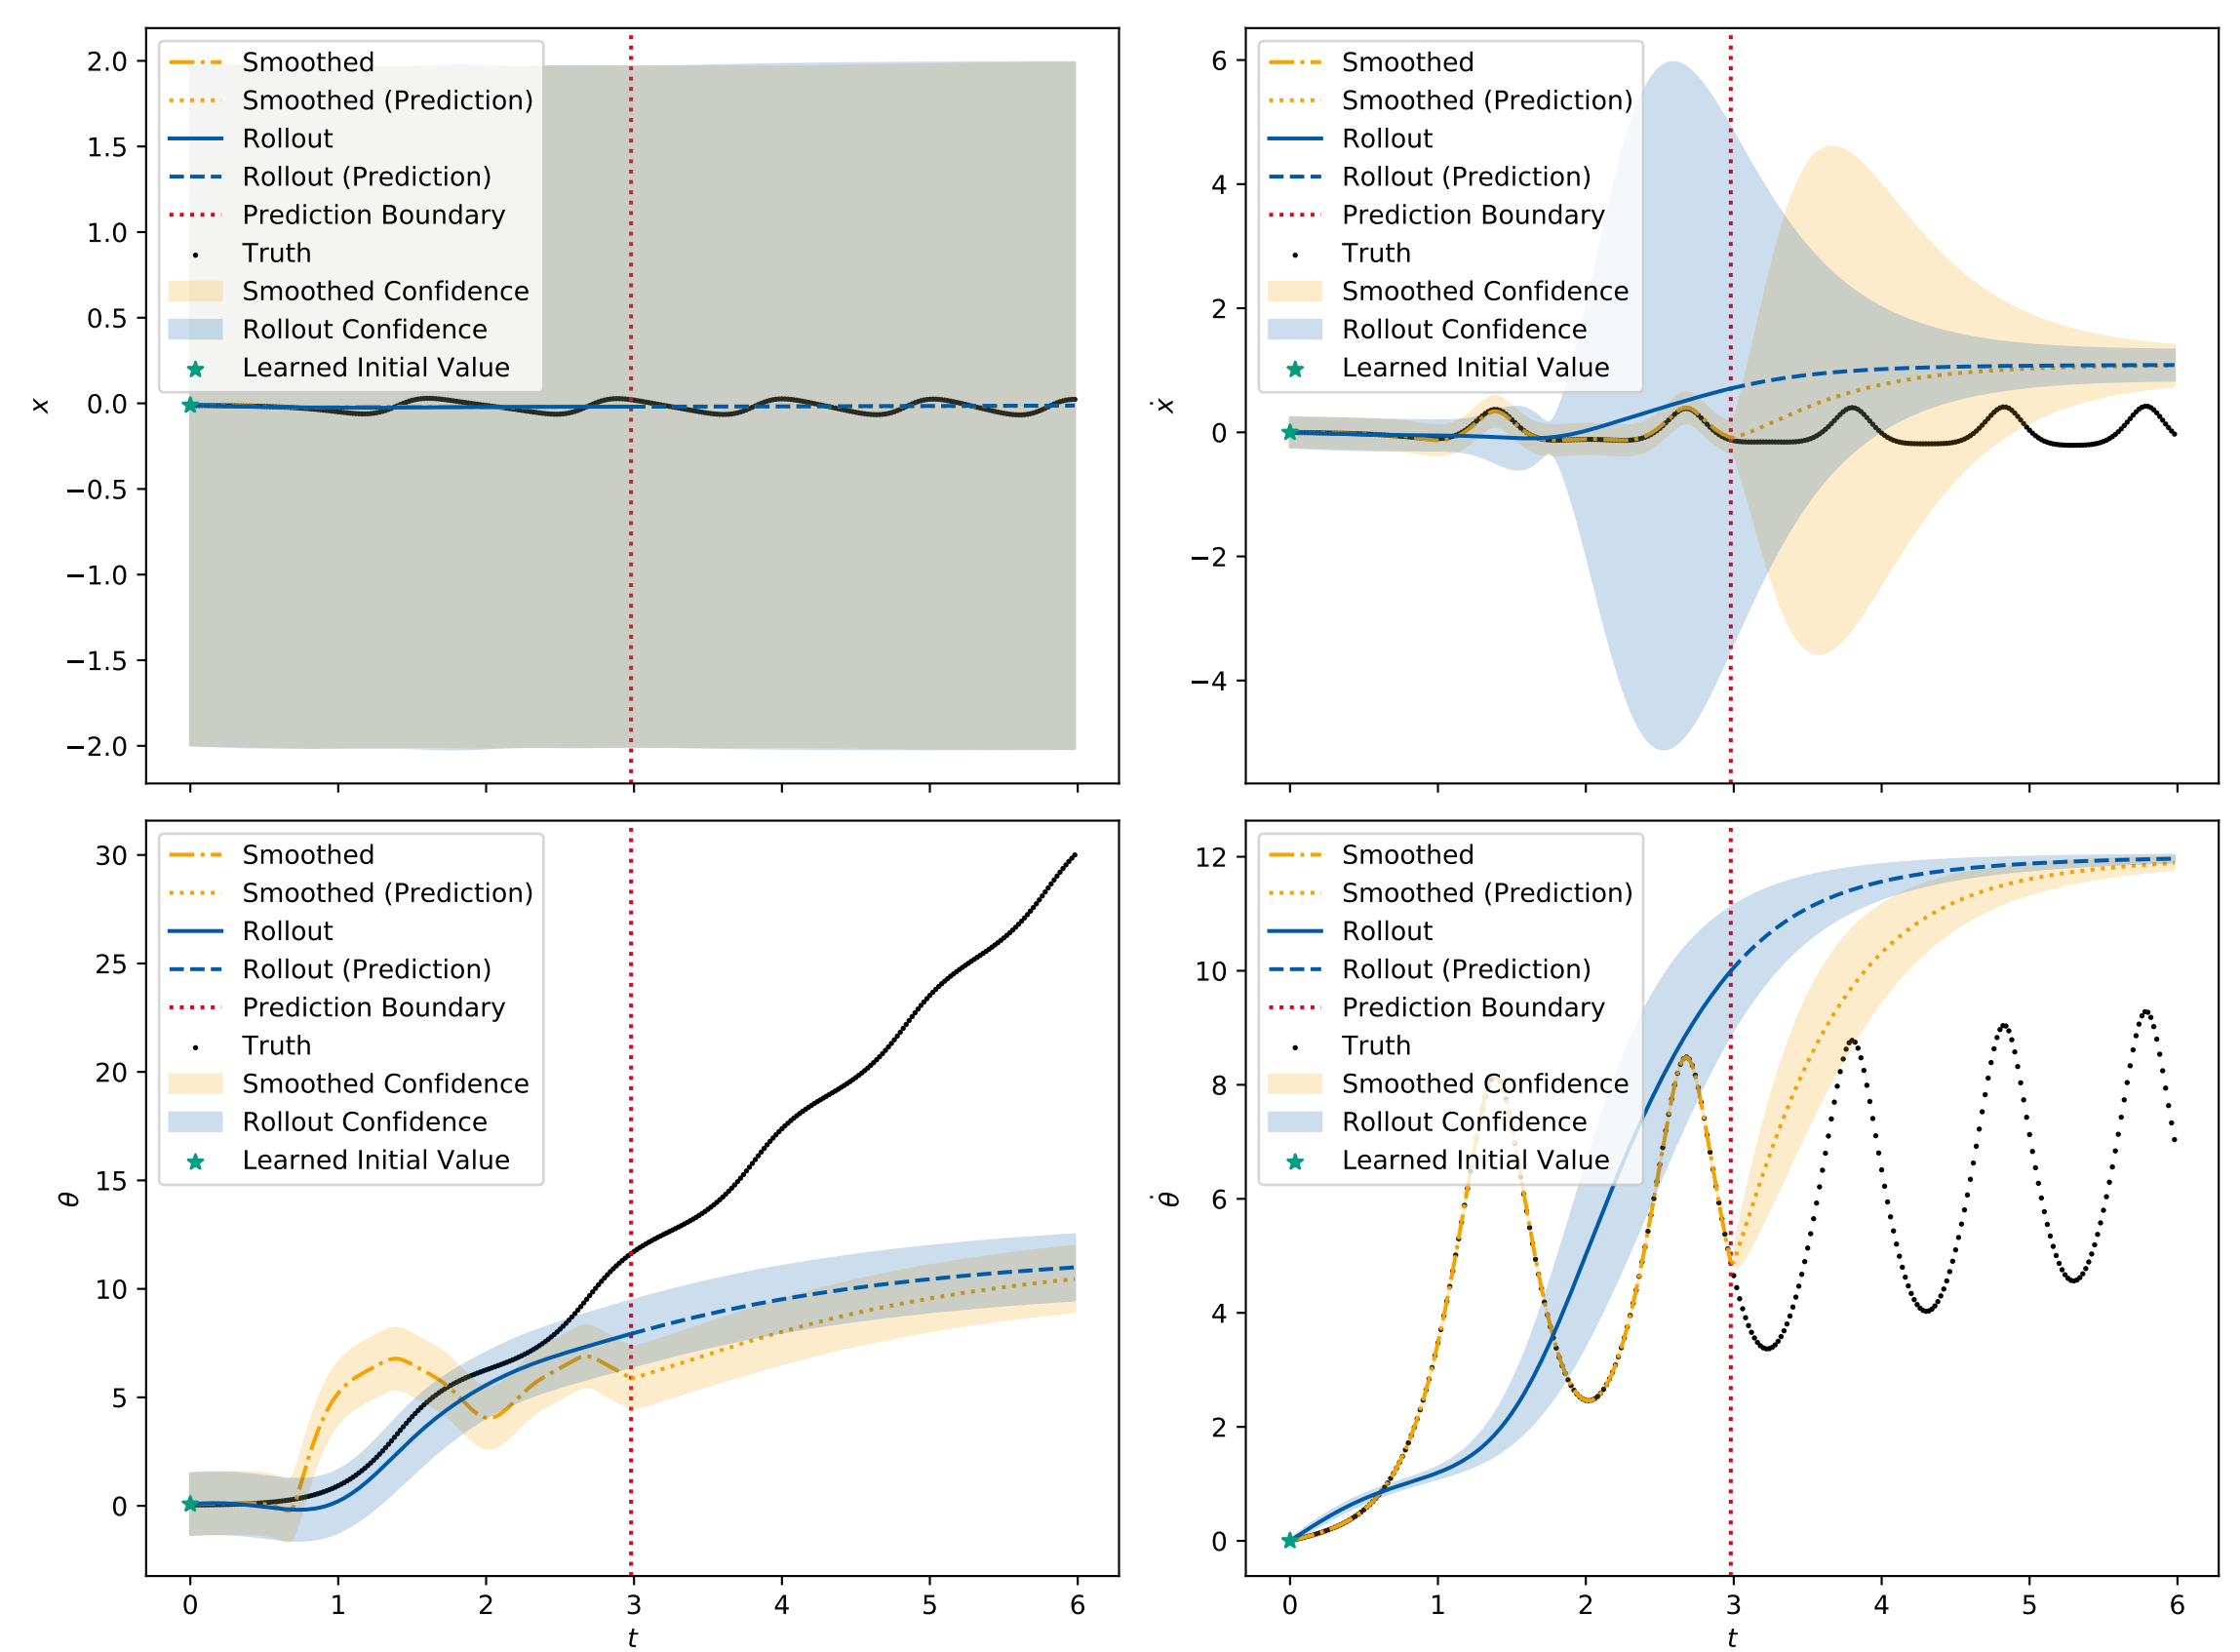 2.0
1.5
1.0
0.5
0.0
−0.5
−1.0
−1.5
−2.0
x
Smoothed
Smoothed (Prediction)
Rollout
Rollout (Prediction)
Prediction Boundary
Truth
Smoothed Confidence
Rollout Confidence
Learned Initial Value
6
4
2
0
−2
−4
ẋ
Smoothed
Smoothed (Prediction)
Rollout
Rollout (Prediction)
Prediction Boundary
Truth
Smoothed Confidence
Rollout Confidence
Learned Initial Value
30
25
20
15
10
5
0
θ
Smoothed
Smoothed (Prediction)
Rollout
Rollout (Prediction)
Prediction Boundary
Truth
Smoothed Confidence
Rollout Confidence
Learned Initial Value
0 1 2 3 4 5 6
t
12
10
8
6
4
2
0
θ̇
Smoothed
Smoothed (Prediction)
Rollout
Rollout (Prediction)
Prediction Boundary
Truth
Smoothed Confidence
Rollout Confidence
Learned Initial Value
0 1 2 3 4 5 6
t